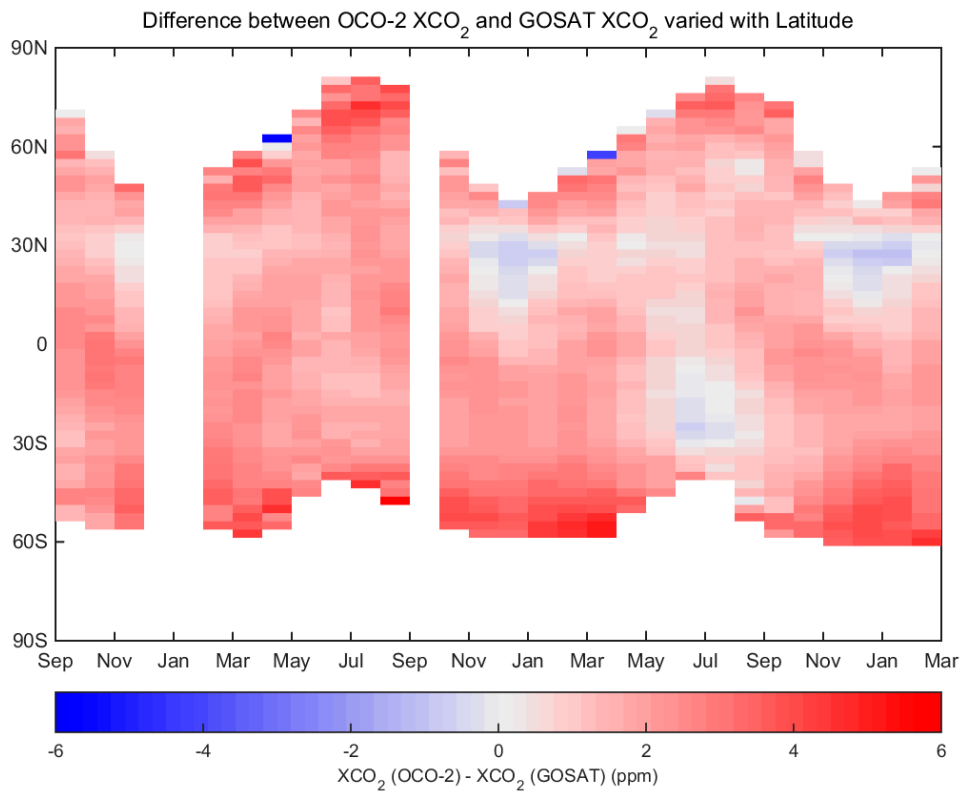 Difference between OCO-2 XCO₂ and GOSAT XCO₂ varied with Latitude
90N
60N
30N
0
30S
60S
90S
Sep Nov Jan Mar May Jul Sep Nov Jan Mar May Jul Sep Nov Jan Mar
-6 -4 -2 0 2 4 6
XCO₂ (OCO-2) - XCO₂ (GOSAT) (ppm)